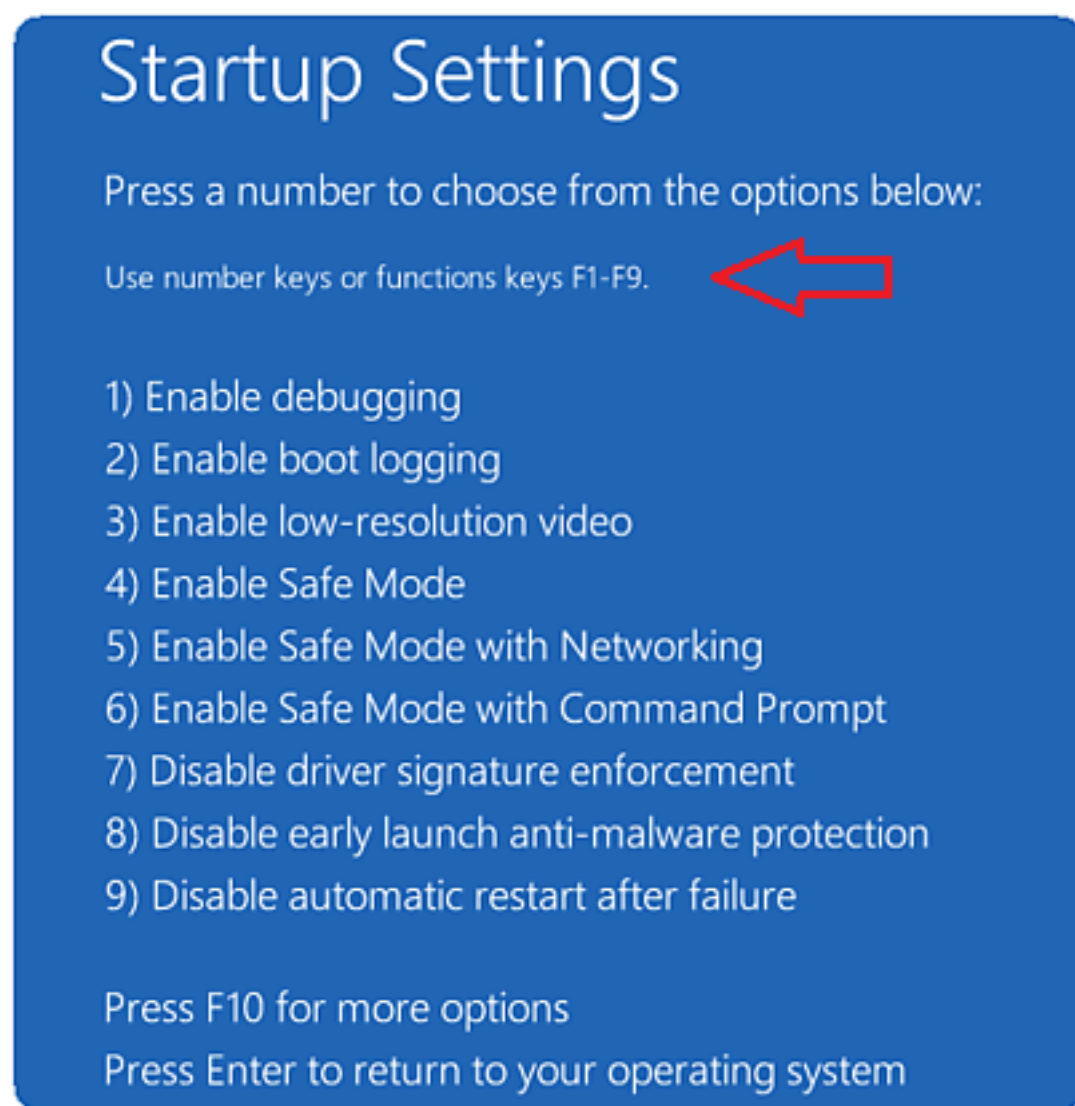 Startup Settings
Press a number to choose from the options below:
Use number keys or functions keys F1-F9.
1) Enable debugging
2) Enable boot logging
3) Enable low-resolution video
4) Enable Safe Mode
5) Enable Safe Mode with Networking
6) Enable Safe Mode with Command Prompt
7) Disable driver signature enforcement
8) Disable early launch anti-malware protection
9) Disable automatic restart after failure
Press F10 for more options
Press Enter to return to your operating system